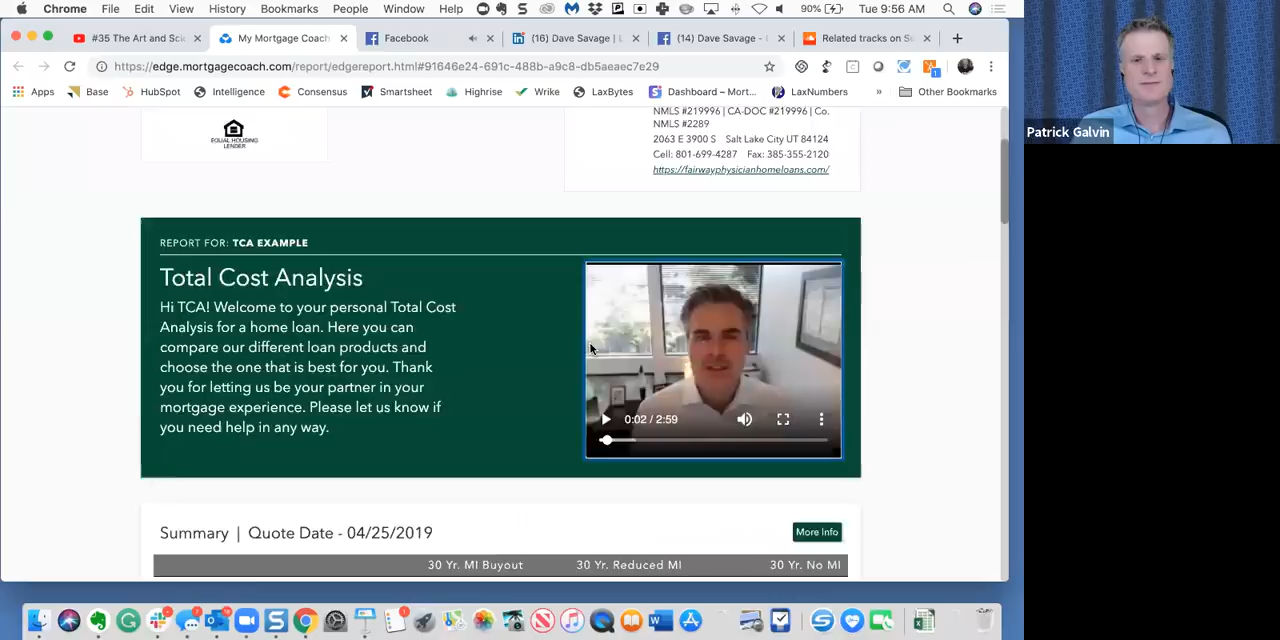 Chrome File Edit View History Bookmarks People Window Help 90% Tue 9:56 AM
#35 The Art and Sci
My Mortgage Coach
Facebook
(16) Dave Savage | L
(14) Dave Savage -
Related tracks on S
https://edge.mortgagecoach.com/report/edgereport.html#91846e24-691c-488b-a9c8-db5aeaec7e29
Apps Base HubSpot Intelligence Consensus Smartsheet Highrise Wrike LaxBytes Dashboard – Mort... LaxNumbers » Other Bookmarks
Patrick Galvin
EQUAL HOUSING
LENDER
NMLS #219996 | CA-DOC #219996 | Co.
NMLS #2289
2063 E 3900 S Salt Lake City UT 84124
Cell: 801-699-4287 Fax: 385-355-2120
https://fairwayphysicianhomeloans.com/
REPORT FOR: TCA EXAMPLE
Total Cost Analysis
Hi TCA! Welcome to your personal Total Cost
Analysis for a home loan. Here you can
compare our different loan products and
choose the one that is best for you. Thank
you for letting us be your partner in your
mortgage experience. Please let us know if
you need help in any way.
0:02 / 2:59
Summary | Quote Date - 04/25/2019
More Info
30 Yr. MI Buyout 30 Yr. Reduced MI 30 Yr. No MI